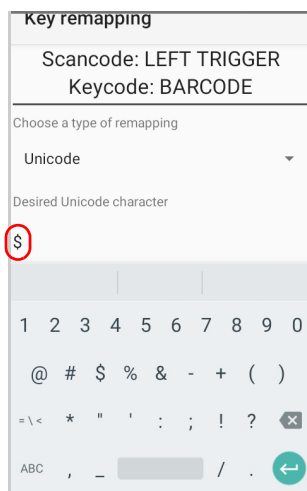 Key remapping
Scancode: LEFT TRIGGER
Keycode: BARCODE
Choose a type of remapping
Unicode
Desired Unicode character
$
1 2 3 4 5 6 7 8 9 0
@ # $ % & - + ( )
= \ < * " ' : ; ! ?
ABC , _ / .